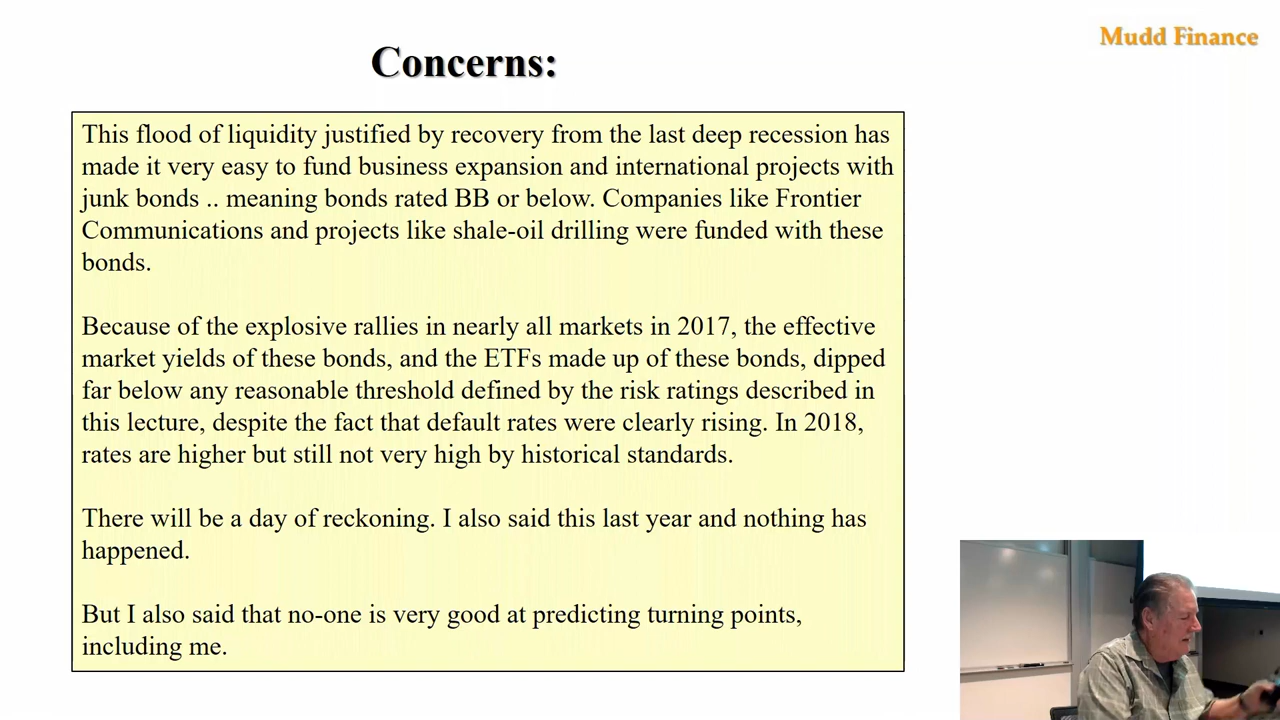 Mudd Finance
Concerns:
This flood of liquidity justified by recovery from the last deep recession has
made it very easy to fund business expansion and international projects with
junk bonds .. meaning bonds rated BB or below. Companies like Frontier
Communications and projects like shale-oil drilling were funded with these
bonds.
Because of the explosive rallies in nearly all markets in 2017, the effective
market yields of these bonds, and the ETFs made up of these bonds, dipped
far below any reasonable threshold defined by the risk ratings described in
this lecture, despite the fact that default rates were clearly rising. In 2018,
rates are higher but still not very high by historical standards.
There will be a day of reckoning. I also said this last year and nothing has
happened.
But I also said that no-one is very good at predicting turning points,
including me.